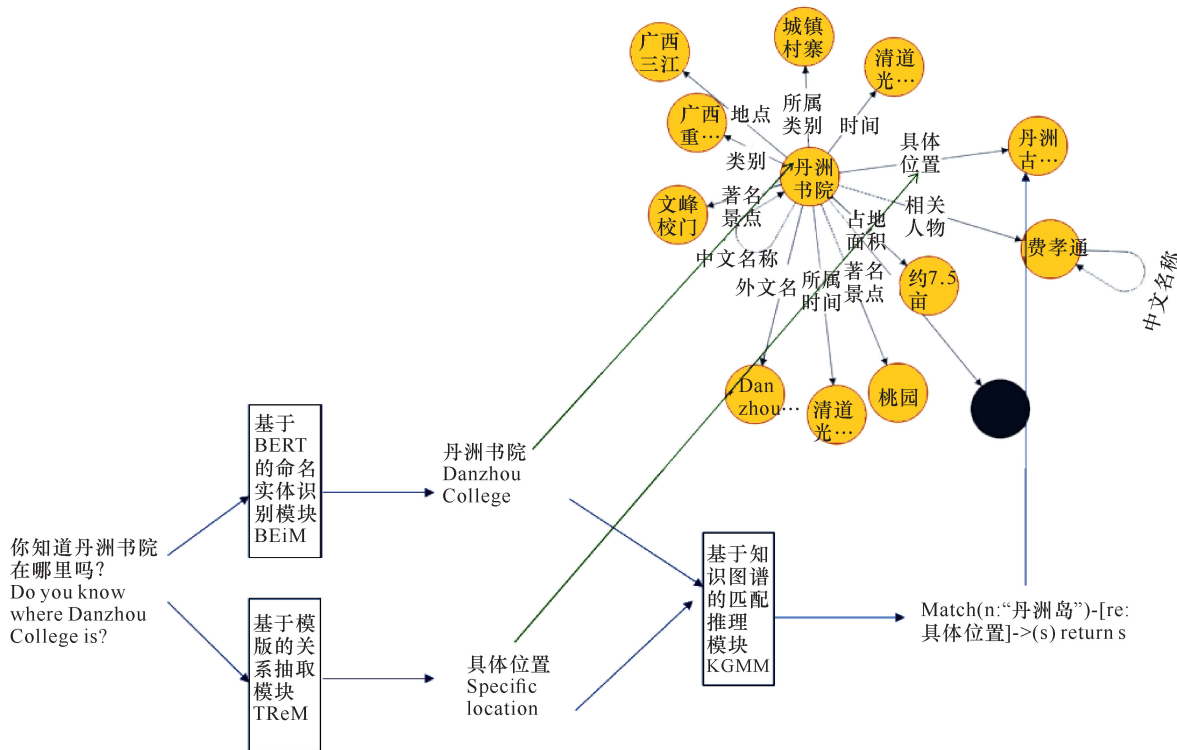 广西
三江
城镇
村寨
清道
光…
广西
重…
地点
所属
类别
时间
类别
丹洲
书院
具体
位置
丹洲
古…
文峰
校门
著名
景点
占地
面积
相关
人物
费孝通
中文名称
中文名称
外文名
所属
时间
著名
景点
约7.5
亩
Dan
zhou…
清道
光…
桃园
基于
BERT
的命名
实体识
别模块
BEiM
丹洲书院
Danzhou
College
你知道丹洲书院
在哪里吗?
Do you know
where Danzhou
College is?
基于模
版的关
系抽取
模块
TReM
具体位置
Specific
location
基于知
识图谱
的匹配
推理
模块
KGMM
Match(n:“丹洲岛”)-[re:
具体位置]->(s) return s